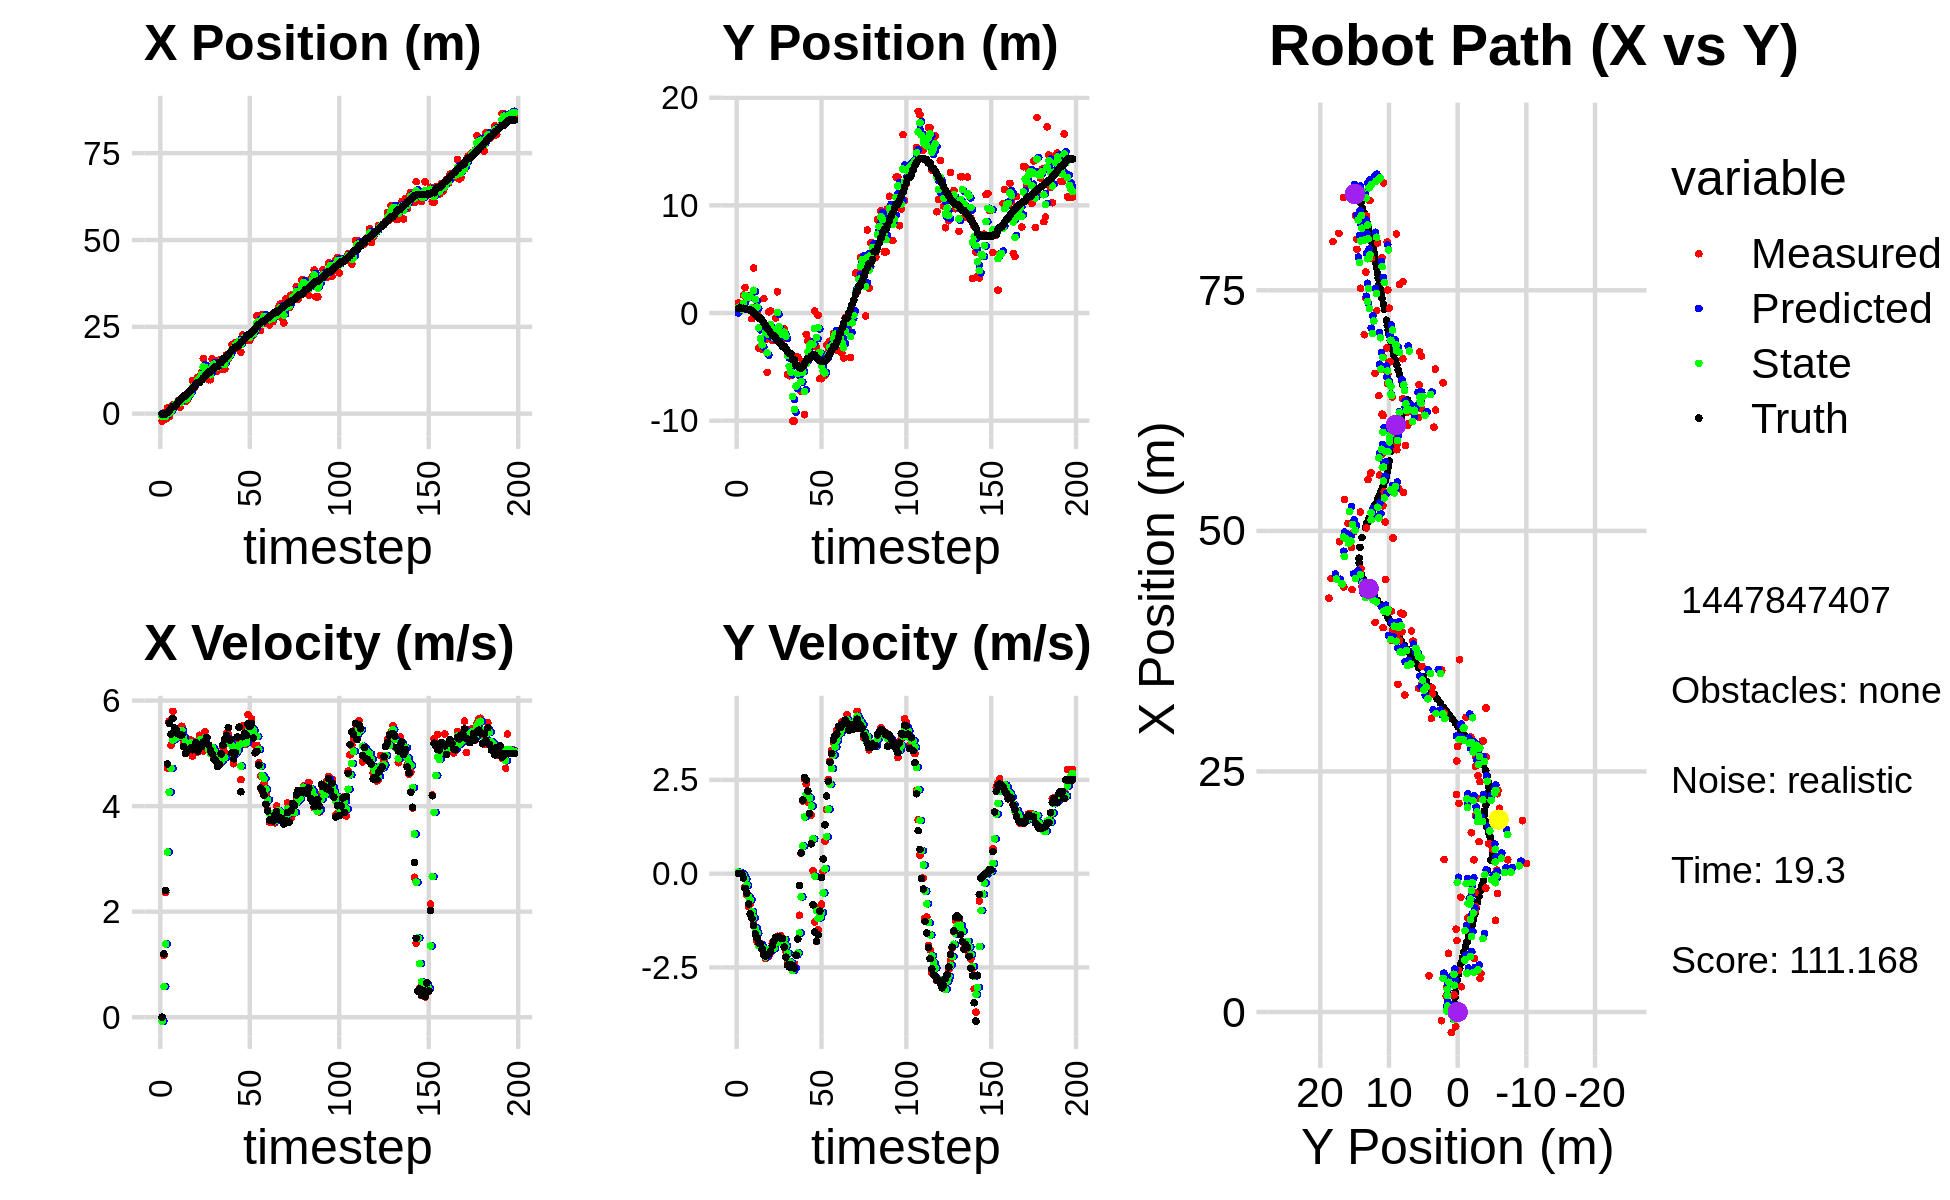 X Position (m)
75
50
25
0
0
50
100
150
200
timestep
Y Position (m)
20
10
0
-10
0
50
100
150
200
timestep
X Velocity (m/s)
6
4
2
0
0
50
100
150
200
timestep
Y Velocity (m/s)
2.5
0.0
-2.5
0
50
100
150
200
timestep
Robot Path (X vs Y)
X Position (m)
75
50
25
0
20 10 0 -10 -20
Y Position (m)
variable
Measured
Predicted
State
Truth
1447847407
Obstacles: none
Noise: realistic
Time: 19.3
Score: 111.168